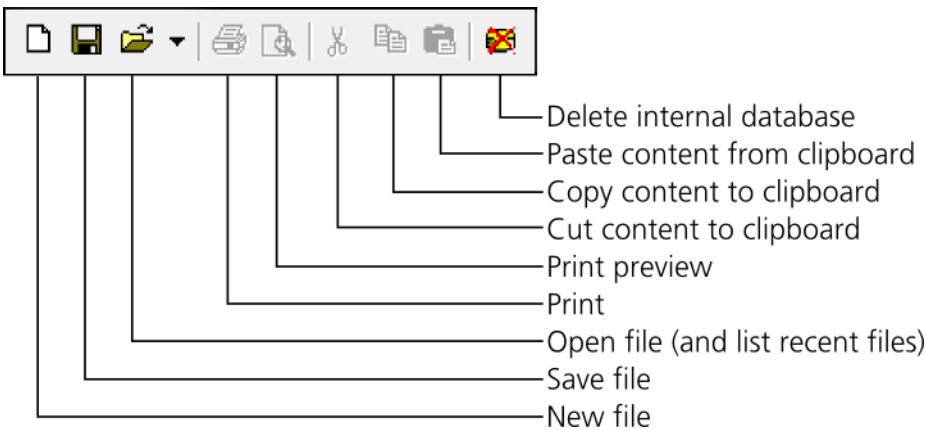 Delete internal database
Paste content from clipboard
Copy content to clipboard
Cut content to clipboard
Print preview
Print
Open file (and list recent files)
Save file
New file